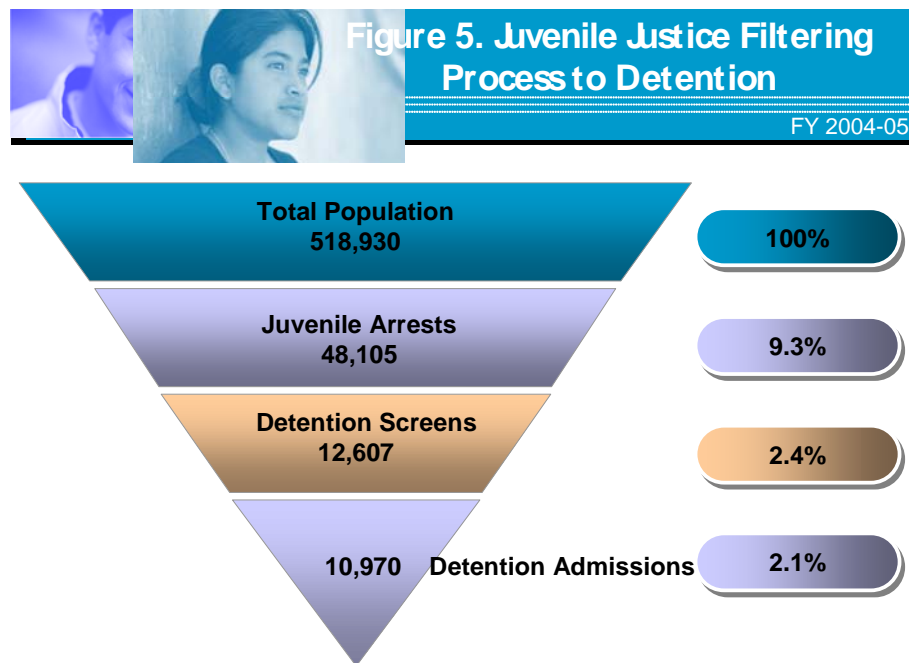 Figure 5. Juvenile Justice Filtering
Process to Detention
FY 2004-05
Total Population
518,930
100%
Juvenile Arrests
48,105
9.3%
Detention Screens
12,607
2.4%
10,970 Detention Admissions
2.1%